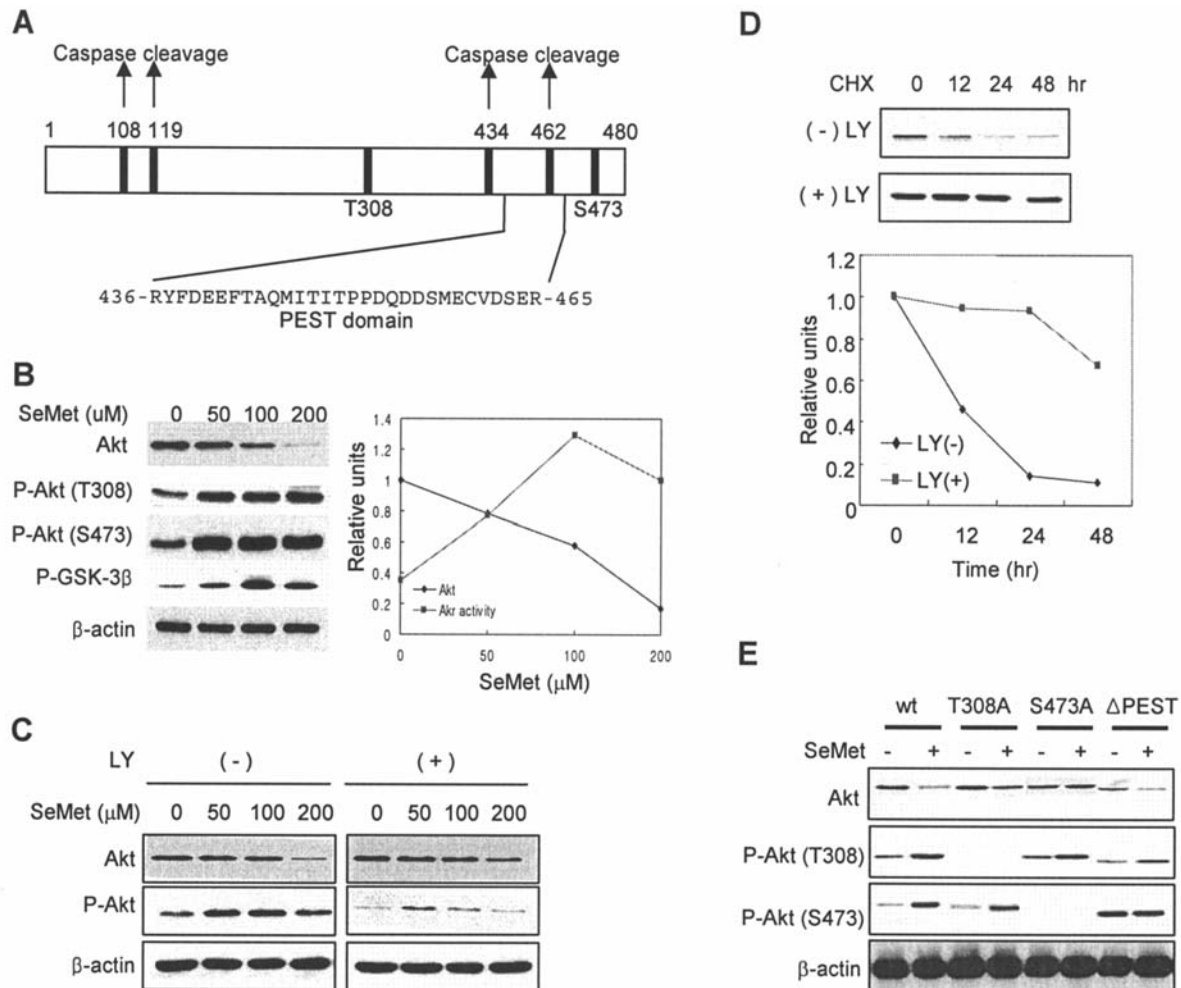 A
Caspase cleavage Caspase cleavage
1 108 119 434 462 480
T308 S473
436-RYFDEEFTAQMITITPPDQDDSMECVDSER-465
PEST domain
B
SeMet (uM) 0 50 100 200
Akt
P-Akt (T308)
P-Akt (S473)
P-GSK-3β
β-actin
Relative units
1.4
1.2
1
0.8
0.6
0.4
0.2
0
Akt
Akr activity
0 50 100 200
SeMet (μM)
C
LY (-) (+)
SeMet (μM) 0 50 100 200 0 50 100 200
Akt
P-Akt
β-actin
D
CHX 0 12 24 48 hr
(-) LY
(+) LY
Relative units
1.2
1.0
0.8
0.6
0.4
0.2
0
LY(-)
LY(+)
0 12 24 48
Time (hr)
E
wt T308A S473A ΔPEST
SeMet - + - + - + - +
Akt
P-Akt (T308)
P-Akt (S473)
β-actin